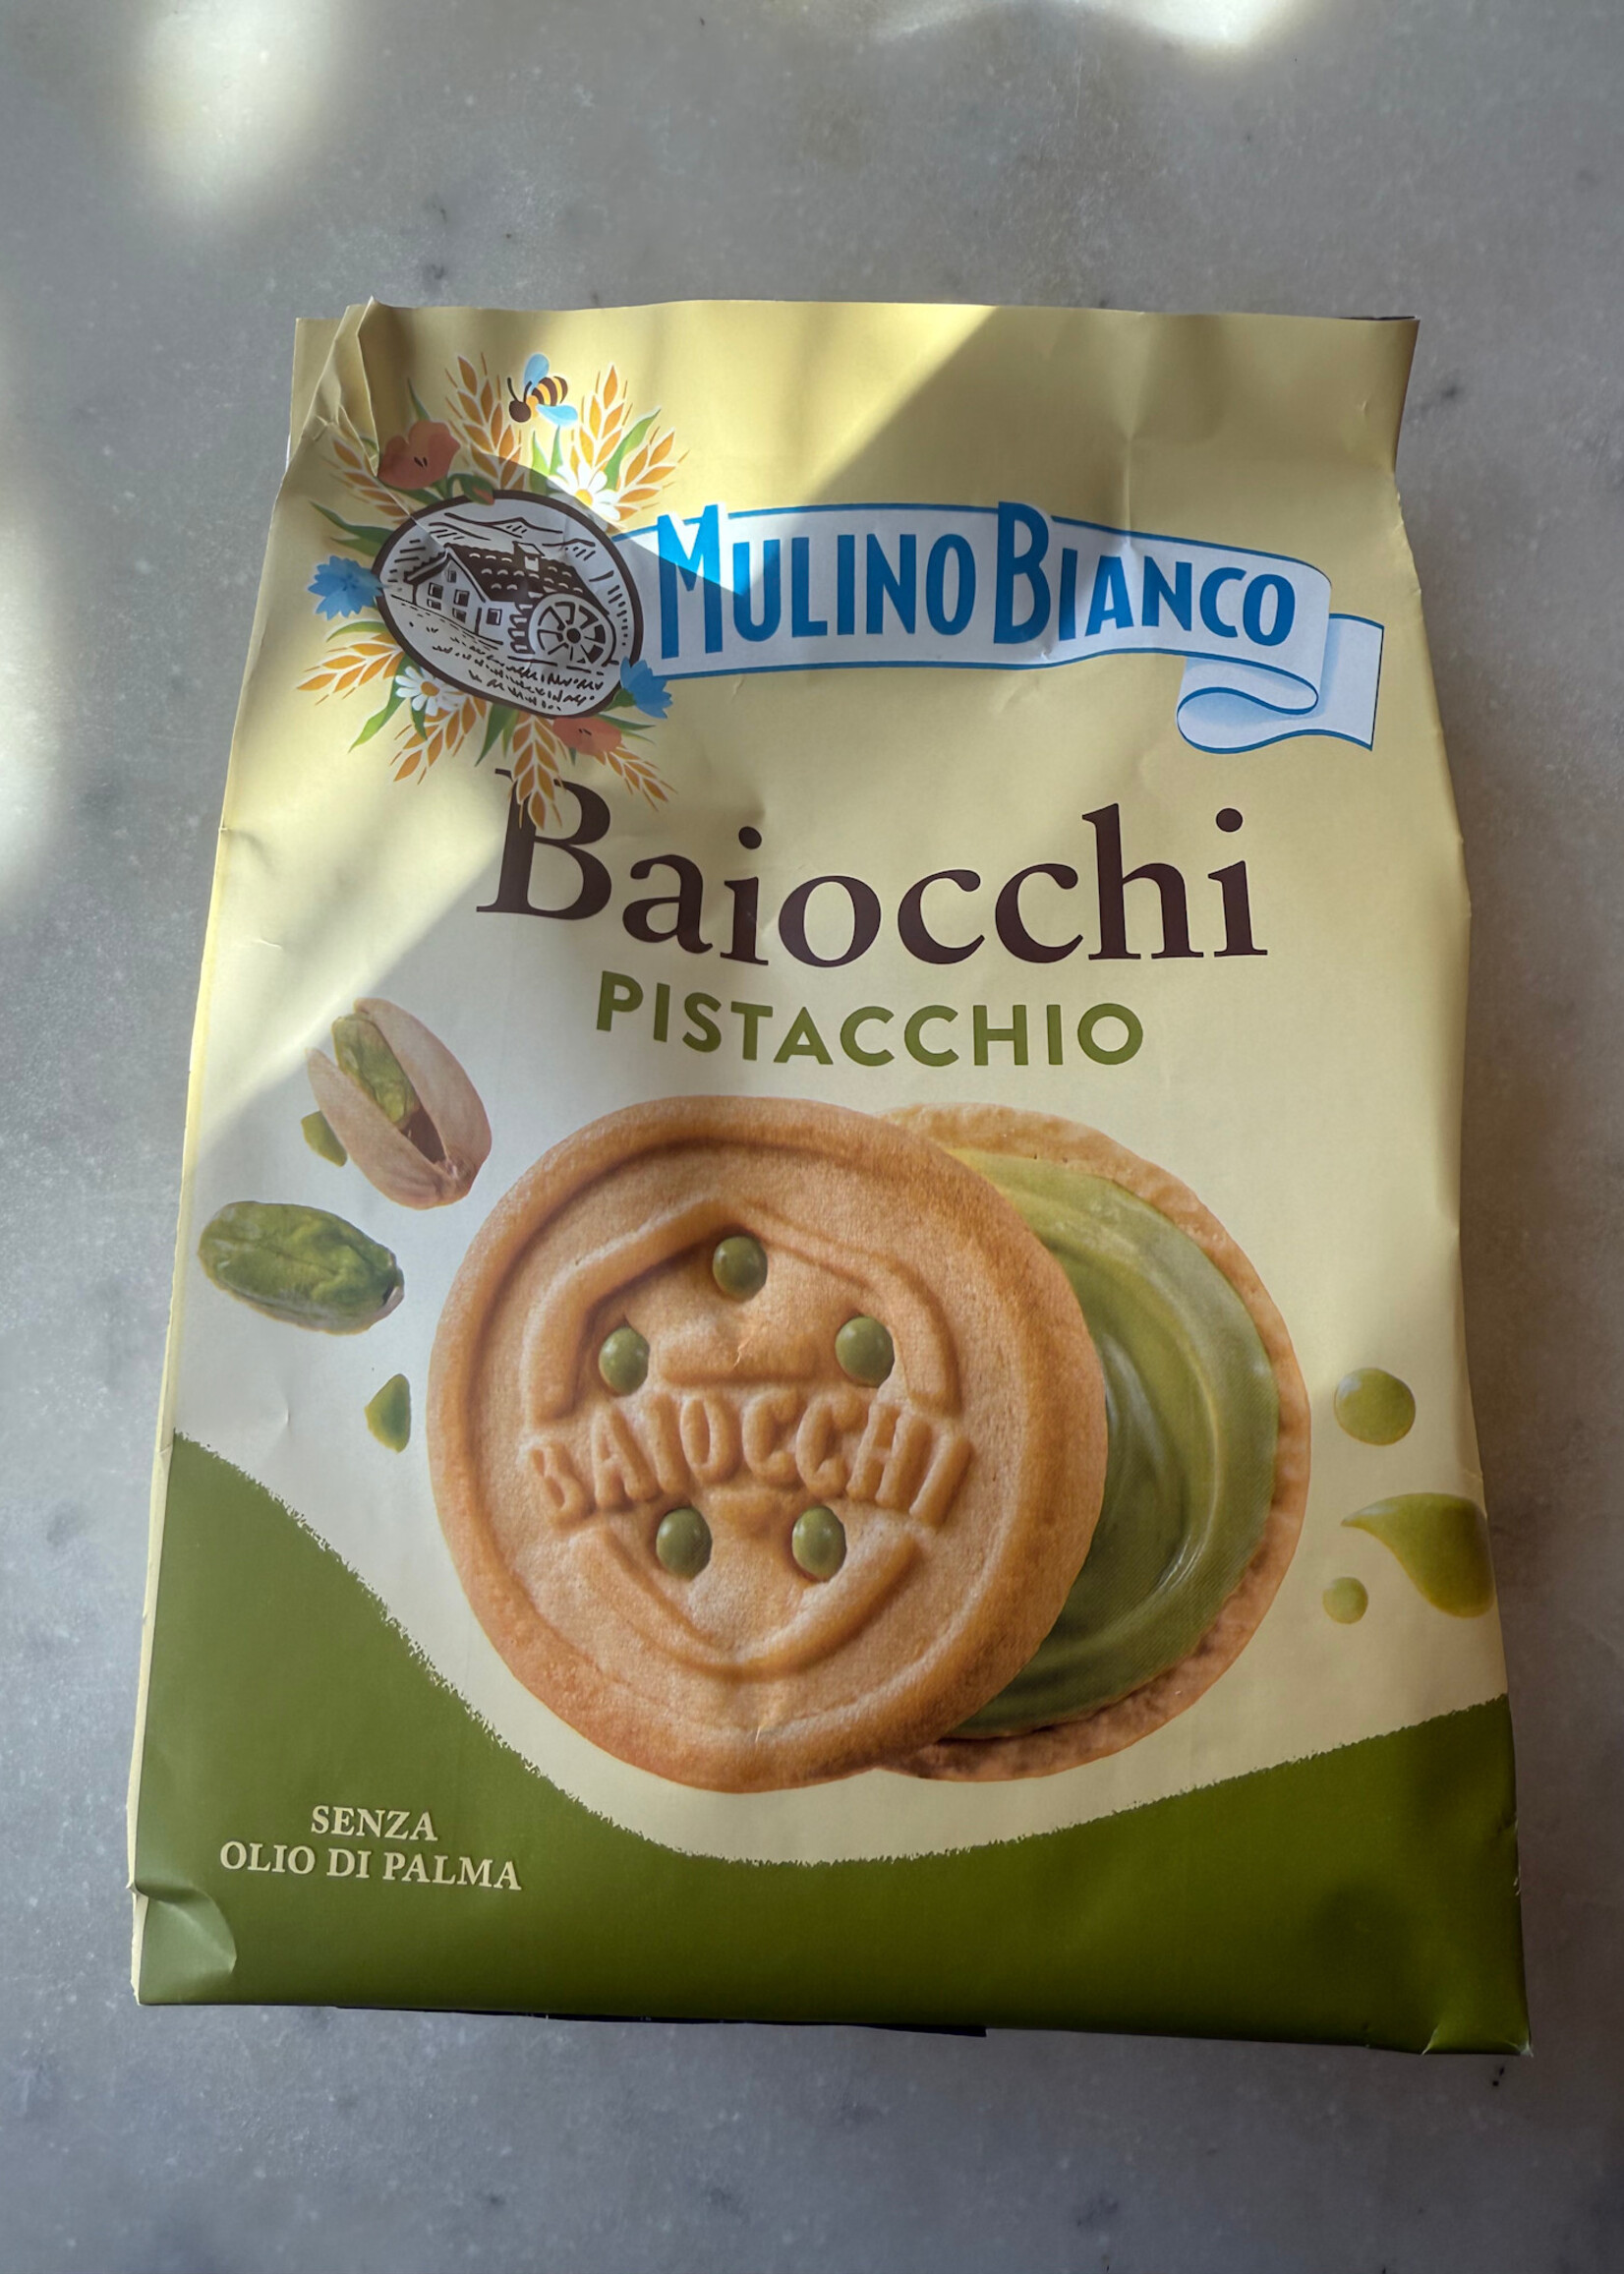 Mulino Bianco
Baiocchi
PISTACCHIO
BAIOCCHI
SENZA
OLIO DI PALMA